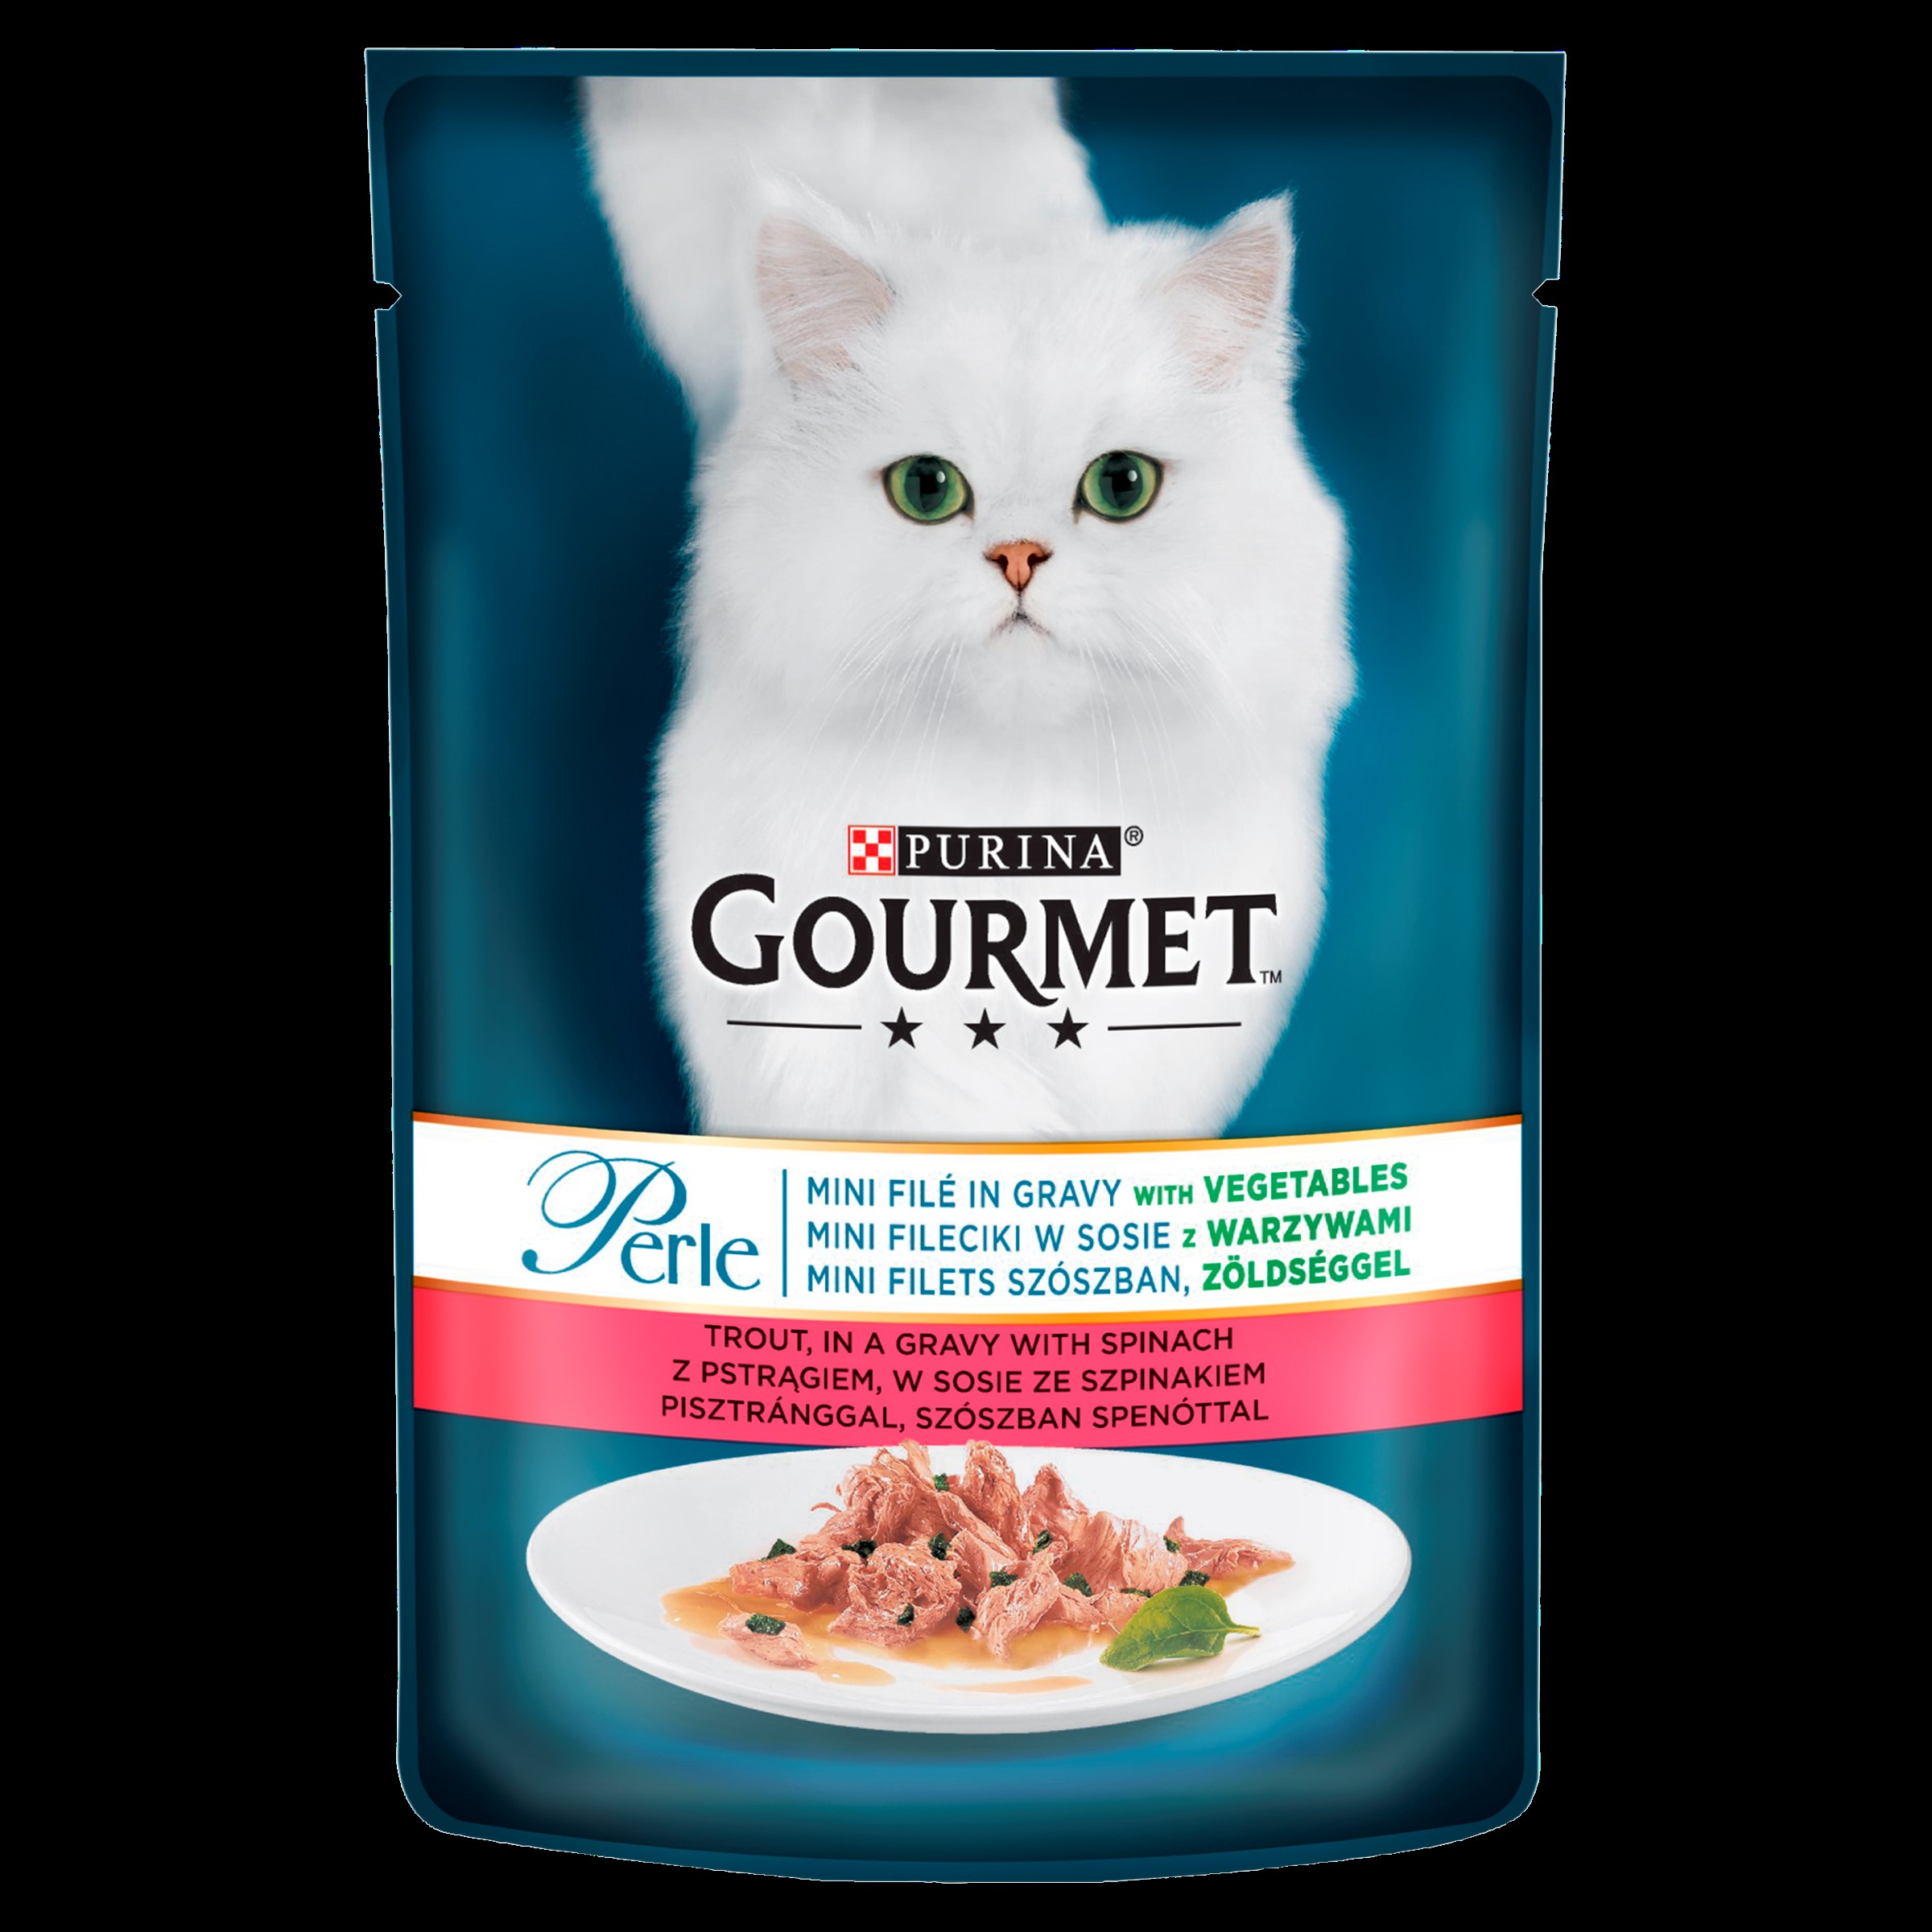 PURINA®
GOURMET™
Perle
MINI FILÉ IN GRAVY WITH VEGETABLES
MINI FILECIKI W SOSIE z WARZYWAMI
MINI FILETS SZÓSZBAN, ZÖLDSÉGGEL
TROUT, IN A GRAVY WITH SPINACH
Z PSTRĄGIEM, W SOSIE ZE SZPINAKIEM
PISZTRÁNGGAL, SZÓSZBAN SPENÓTTAL